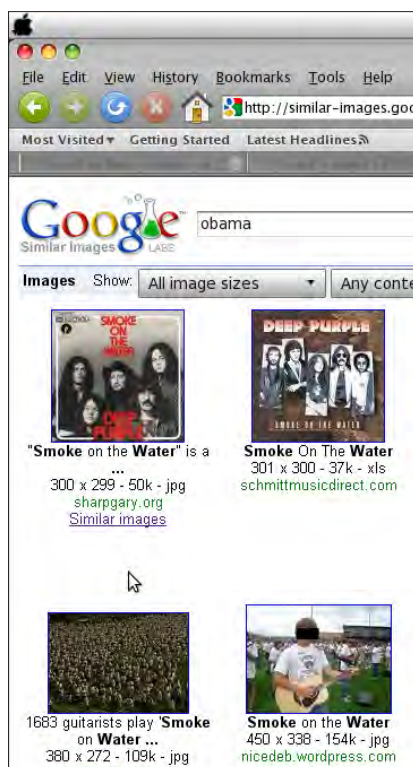 File Edit View History Bookmarks Tools Help
http://similar-images.goo
Most Visited Getting Started Latest Headlines
Google
Similar Images LABS
obama
Images Show: All image sizes Any conte
SMOKE
ON
THE
WATER
DEEP
PURPLE
DEEP PURPLE
SMOKE ON THE WATER
"Smoke on the Water" is a
...
300 x 299 - 50k - jpg
sharpgary.org
Similar images
Smoke On The Water
301 x 300 - 37k - xls
schmittmusicdirect.com
1683 guitarists play 'Smoke
on Water ...
380 x 272 - 109k - jpg
Smoke on the Water
450 x 338 - 154k - jpg
nicedeb.wordpress.com